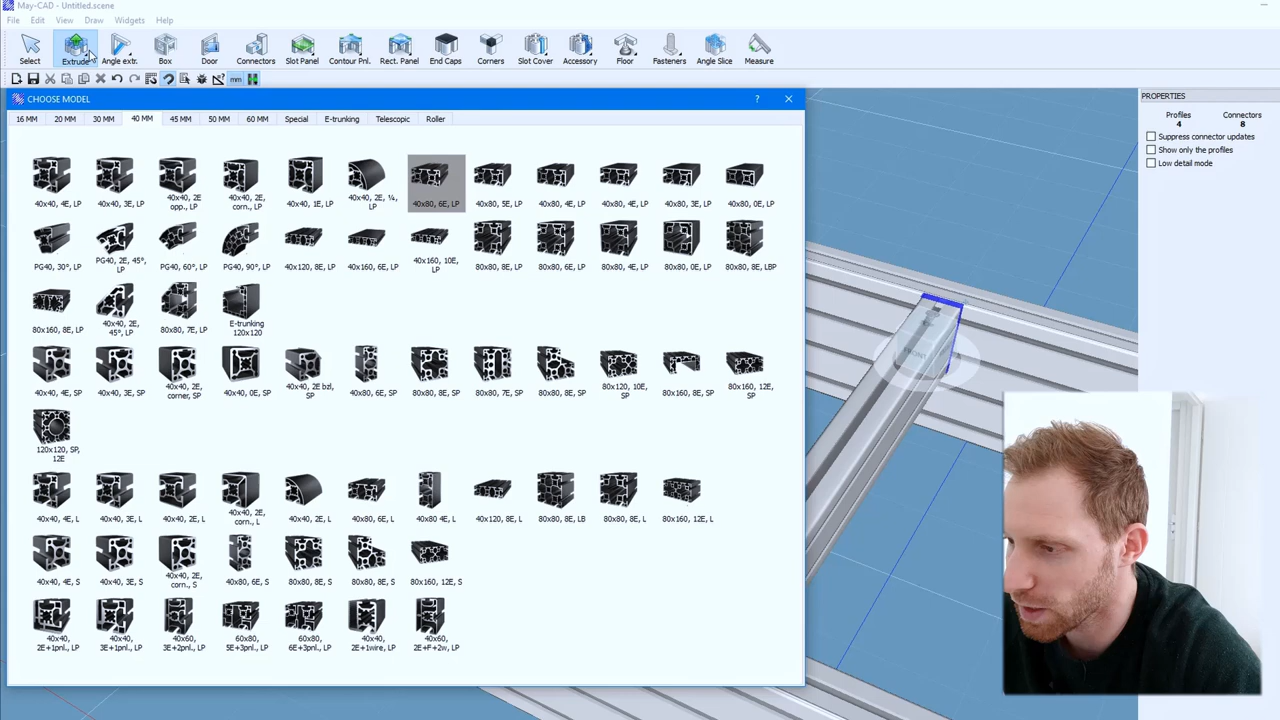 May-CAD - Untitled.scene
File Edit View Draw Widgets Help
Select Extrude Angle extr. Box Door Connectors Slot Panel Contour Pnl. Rect. Panel End Caps Corners Slot Cover Accessory Floor Fasteners Angle Slice Measure
mm
CHOOSE MODEL ?
16 MM 20 MM 30 MM 40 MM 45 MM 50 MM 60 MM Special E-trunking Telescopic Roller
40x40, 4E, LP 40x40, 3E, LP 40x40, 2E opp., LP 40x40, 2E, corn., LP 40x40, 1E, LP 40x40, 2E, ¼, LP 40x80, 6E, LP 40x80, 5E, LP 40x80, 4E, LP 40x80, 4E, LP 40x80, 3E, LP 40x80, 0E, LP
PG40, 30°, LP PG40, 2E, 45°, LP PG40, 60°, LP PG40, 90°, LP 40x120, 8E, LP 40x160, 6E, LP 40x160, 10E, LP 80x80, 8E, LP 80x80, 6E, LP 80x80, 4E, LP 80x80, 0E, LP 80x80, 8E, LBP
80x160, 8E, LP 40x40, 2E, 45°, LP 80x80, 7E, LP E-trunking 120x120
40x40, 4E, SP 40x40, 3E, SP 40x40, 2E, corner, SP 40x40, 0E, SP 40x40, 2E bzl, SP 40x80, 6E, SP 80x80, 8E, SP 80x80, 7E, SP 80x80, 8E, SP 80x120, 10E, SP 80x160, 8E, SP 80x160, 12E, SP
120x120, SP, 12E
40x40, 4E, L 40x40, 3E, L 40x40, 2E, L 40x40, 2E, corn., L 40x40, 2E, L 40x80, 6E, L 40x80 4E, L 40x120, 8E, L 80x80, 8E, LB 80x80, 8E, L 80x160, 12E, L
40x40, 4E, S 40x40, 3E, S 40x40, 2E, corn., S 40x80, 6E, S 80x80, 8E, S 80x80, 8E, S 80x160, 12E, S
40x40, 2E+1pnl., LP 40x40, 3E+1pnl., LP 40x60, 3E+2pnl., LP 60x80, 5E+3pnl., LP 60x80, 6E+3pnl., LP 40x40, 2E+1wire, LP 40x60, 2E+F+2w, LP
FRONT
PROPERTIES
Profiles Connectors
4 8
Suppress connector updates
Show only the profiles
Low detail mode